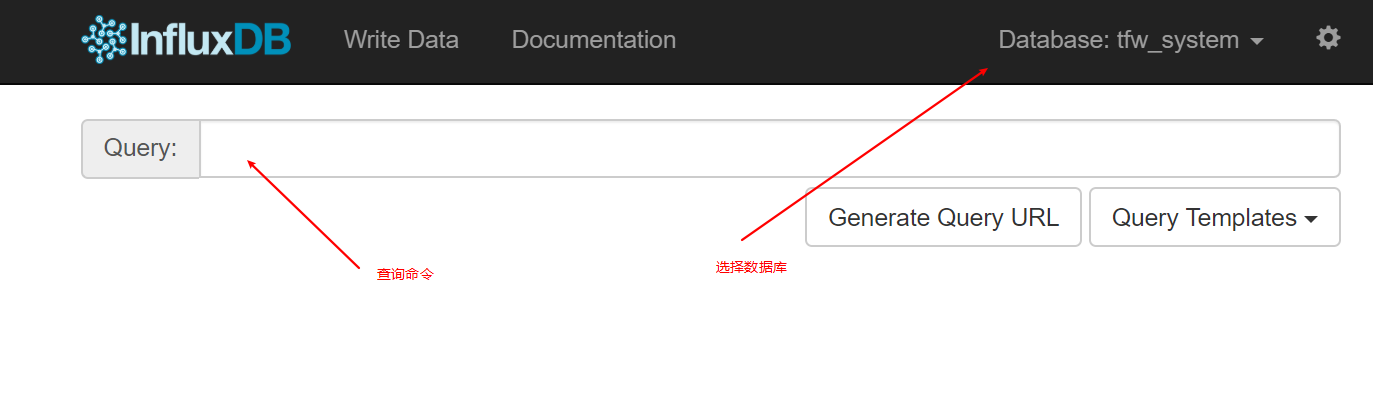 InfluxDB Write Data Documentation Database: tfw_system
Query:
Generate Query URL Query Templates
查询命令 选择数据库